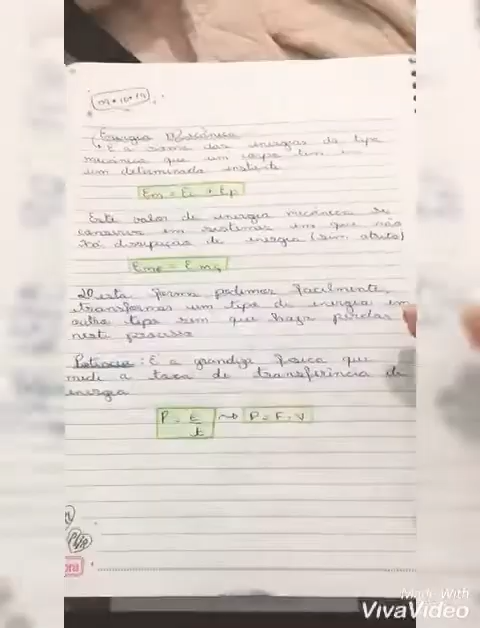 Energia Mecânica
É a soma das energias do tipo
mecânica que um corpo tem
um determinado instante
Em = Ec + Ep
Este valor de energia mecânica se
conserva em sistemas em que não
há dissipação de energia (sem atrito)
Desta forma podemos facilmente
transformar um tipo de energia em
outro tipo sem que haja perdas
neste processo
Potência: É a grandeza física que
mede a taxa de transferência de
energia
P = E/t ~> P = F. V
Made With
VivaVideo